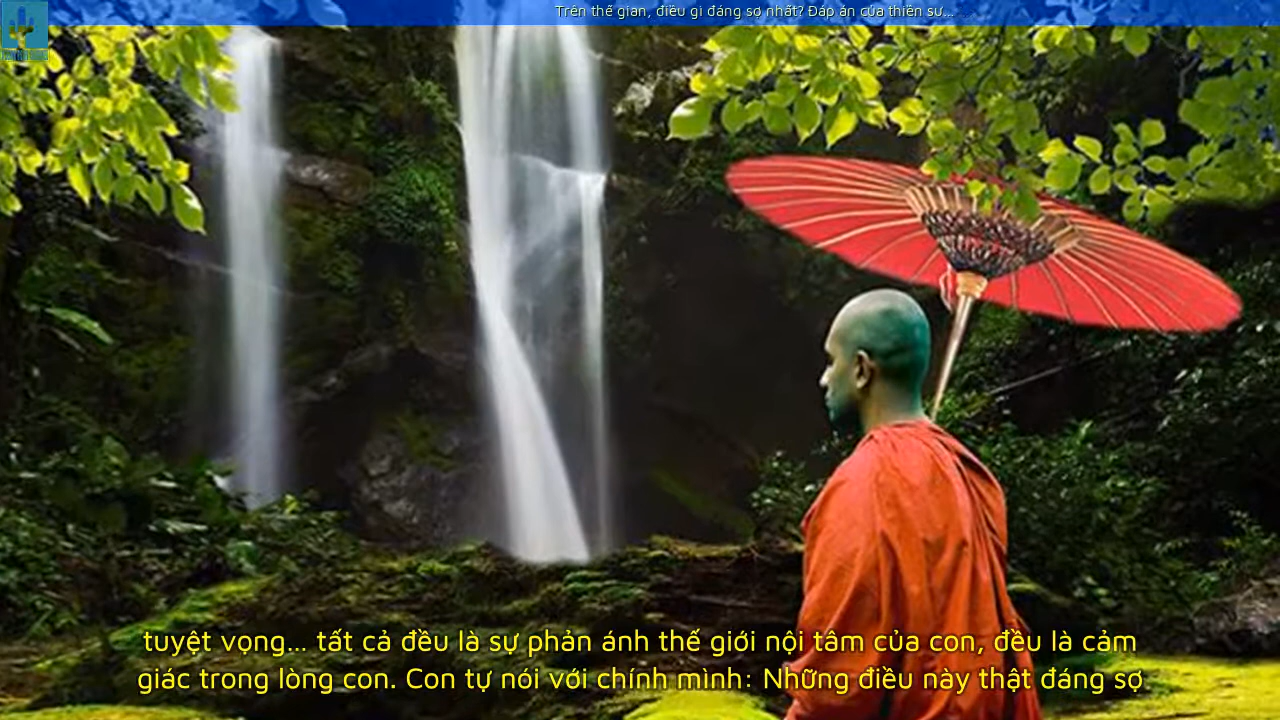 Trên thế gian, điều gì đáng sợ nhất? Đáp án của thiền sư...
tuyệt vọng... tất cả đều là sự phản ánh thế giới nội tâm của con, đều là cảm
giác trong lòng con. Con tự nói với chính mình: Những điều này thật đáng sợ